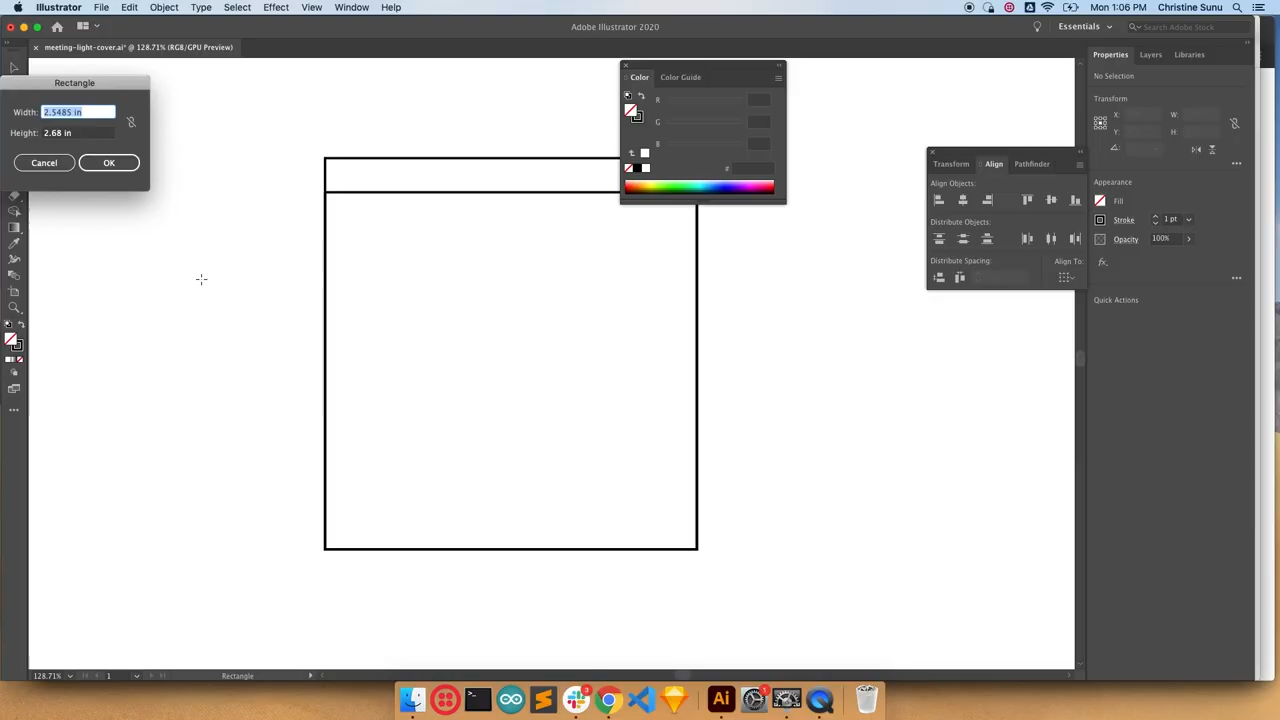 Illustrator File Edit Object Type Select Effect View Window Help
Mon 1:06 PM Christine Sunu
Adobe Illustrator 2020
Essentials
Search Adobe Stock
meeting-light-cover.ai* @ 128.71% (RGB/GPU Preview)
Rectangle
Width: 2.5485 in
Height: 2.68 in
Cancel OK
Color Color Guide
R
G
B
#
Transform Align Pathfinder
Align Objects:
Distribute Objects:
Distribute Spacing: Align To:
Properties Layers Libraries
No Selection
Transform
X: W:
Y: H:
Appearance
Fill
Stroke 1 pt
Opacity 100%
fx
Quick Actions
128.71% 1 Rectangle
3
Ai
1